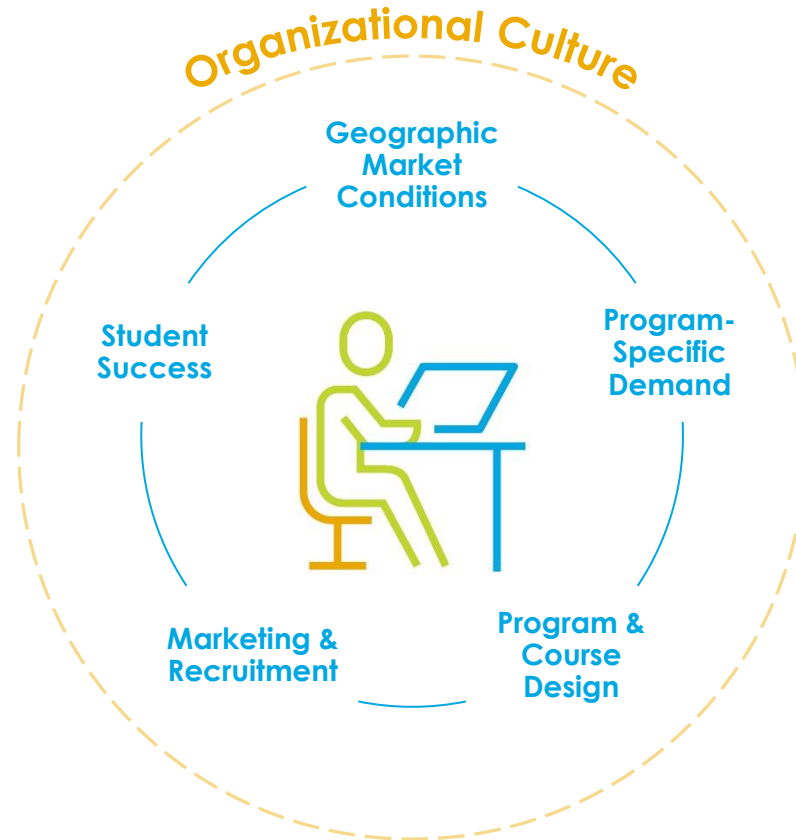 Organizational Culture
Geographic
Market
Conditions
Program-
Specific
Demand
Program &
Course
Design
Marketing &
Recruitment
Student
Success